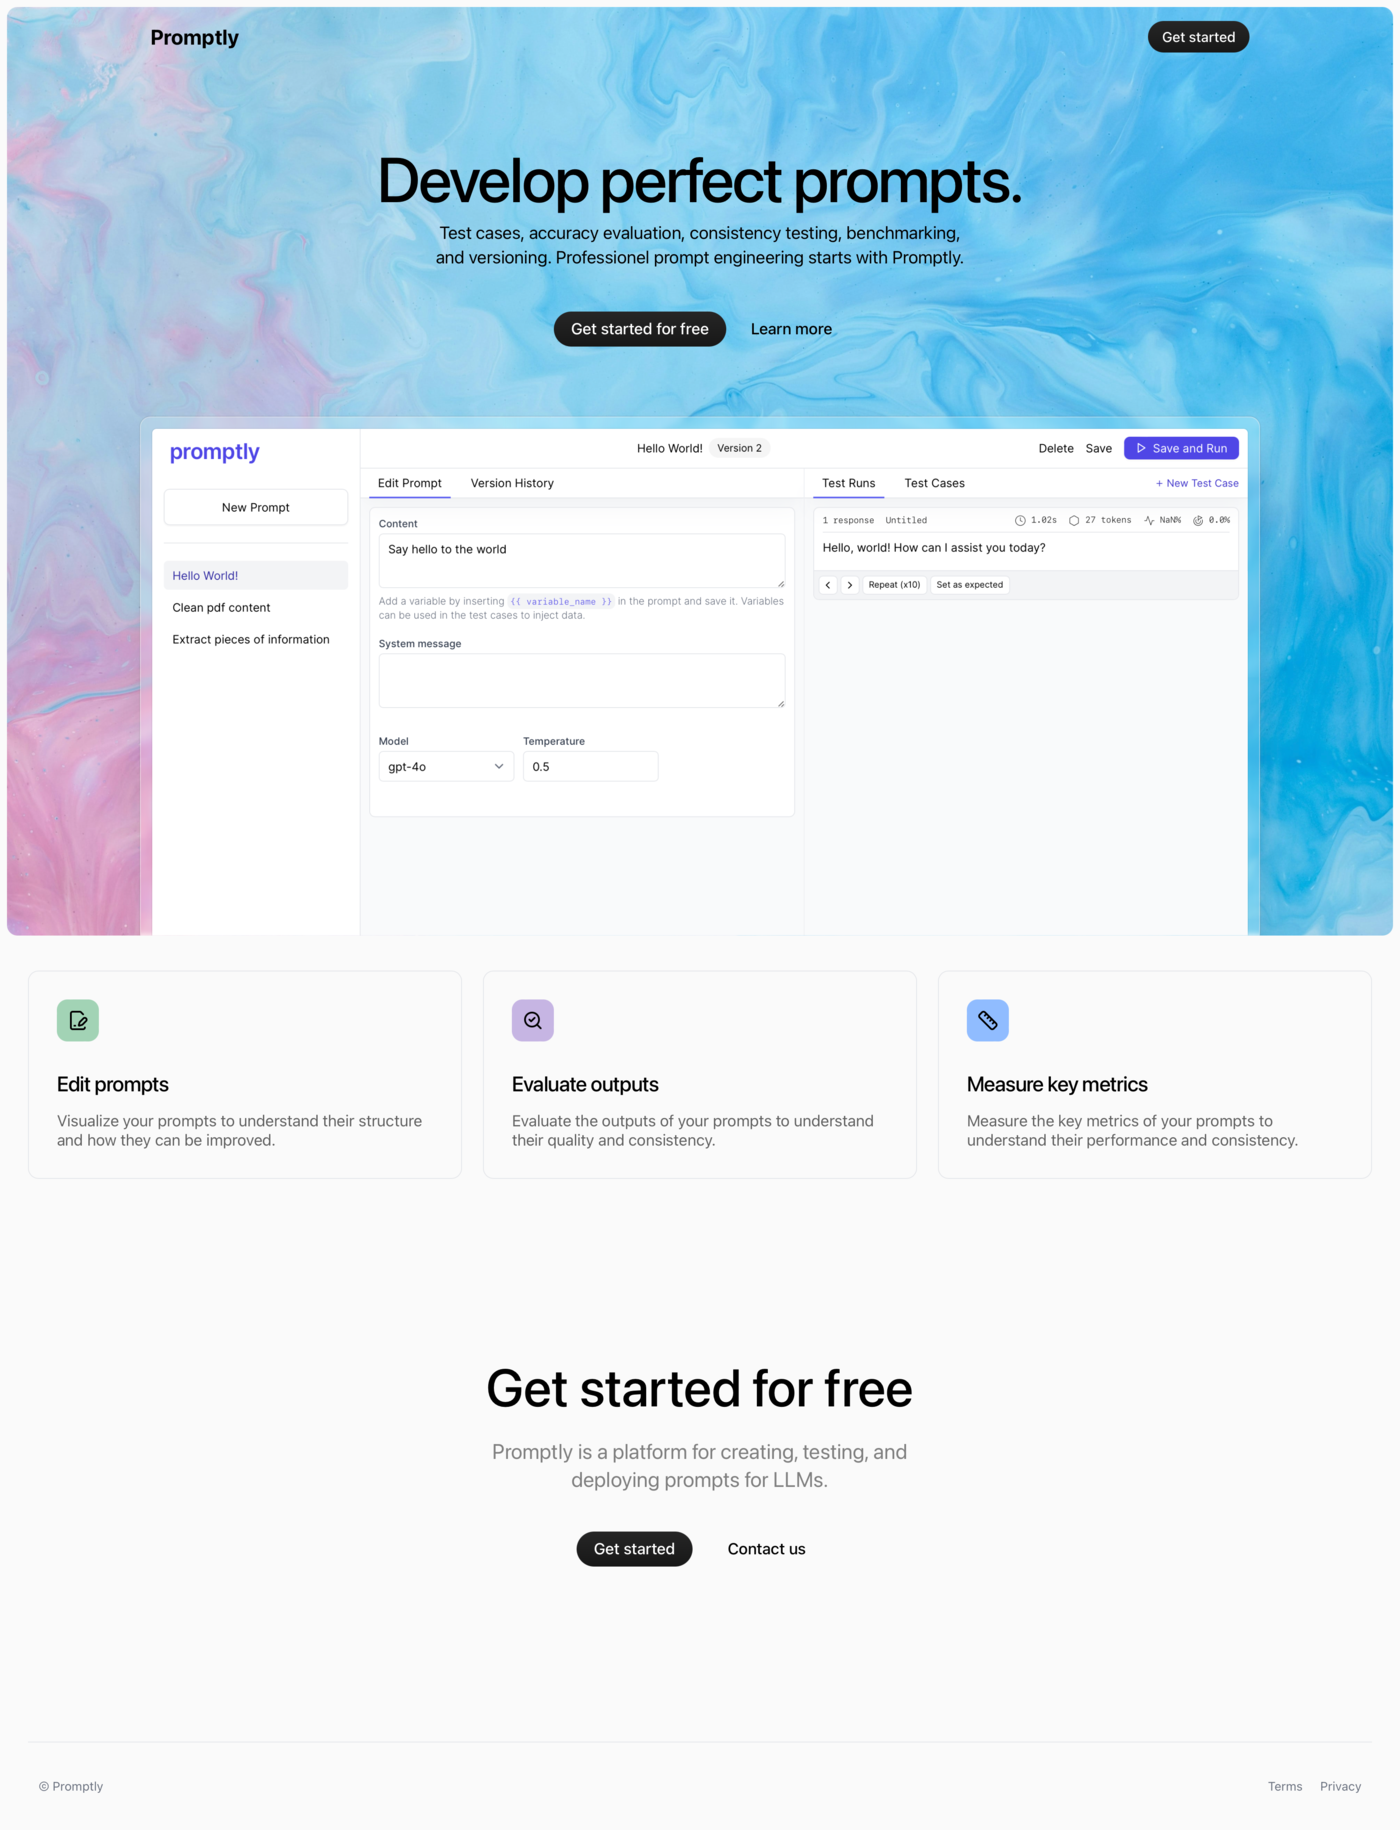 Promptly
Get started
Develop perfect prompts.
Test cases, accuracy evaluation, consistency testing, benchmarking,
and versioning. Professionel prompt engineering starts with Promptly.
Get started for free
Learn more
promptly
Hello World!
Version 2
Delete
Save
Save and Run
New Prompt
Hello World!
Clean pdf content
Extract pieces of information
Edit Prompt
Version History
Content
Say hello to the world
Add a variable by inserting {{ variable_name }} in the prompt and save it. Variables
can be used in the test cases to inject data.
System message
Model
Temperature
gpt-4o
0.5
Test Runs
Test Cases
+ New Test Case
1 response Untitled 1.02s 27 tokens NaN% 0.0%
Hello, world! How can I assist you today?
Repeat (x10)
Set as expected
Edit prompts
Visualize your prompts to understand their structure
and how they can be improved.
Evaluate outputs
Evaluate the outputs of your prompts to understand
their quality and consistency.
Measure key metrics
Measure the key metrics of your prompts to
understand their performance and consistency.
Get started for free
Promptly is a platform for creating, testing, and
deploying prompts for LLMs.
Get started
Contact us
© Promptly
Terms
Privacy